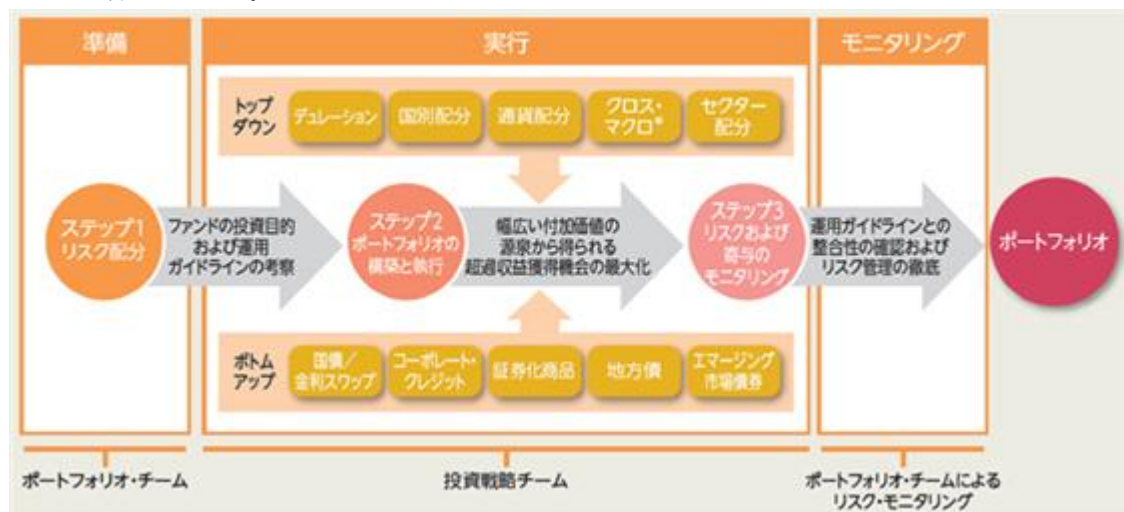 準備
実行
モニタリング
トップ
ダウン
デュレーション
国別配分
通貨配分
クロス・
マクロ*
セクター
配分
ステップ1
リスク配分
ファンドの投資目的
および運用
ガイドラインの考察
ステップ2
ポートフォリオの
構築と執行
幅広い付加価値の
源泉から得られる
超過収益獲得機会の最大化
ステップ3
リスクおよび
寄与の
モニタリング
運用ガイドラインとの
整合性の確認および
リスク管理の徹底
ポートフォリオ
ボトム
アップ
国債/
金利スワップ
コーポレート・
クレジット
証券化商品
地方債
エマージング
市場債券
ポートフォリオ・チーム
投資戦略チーム
ポートフォリオ・チームによる
リスク・モニタリング